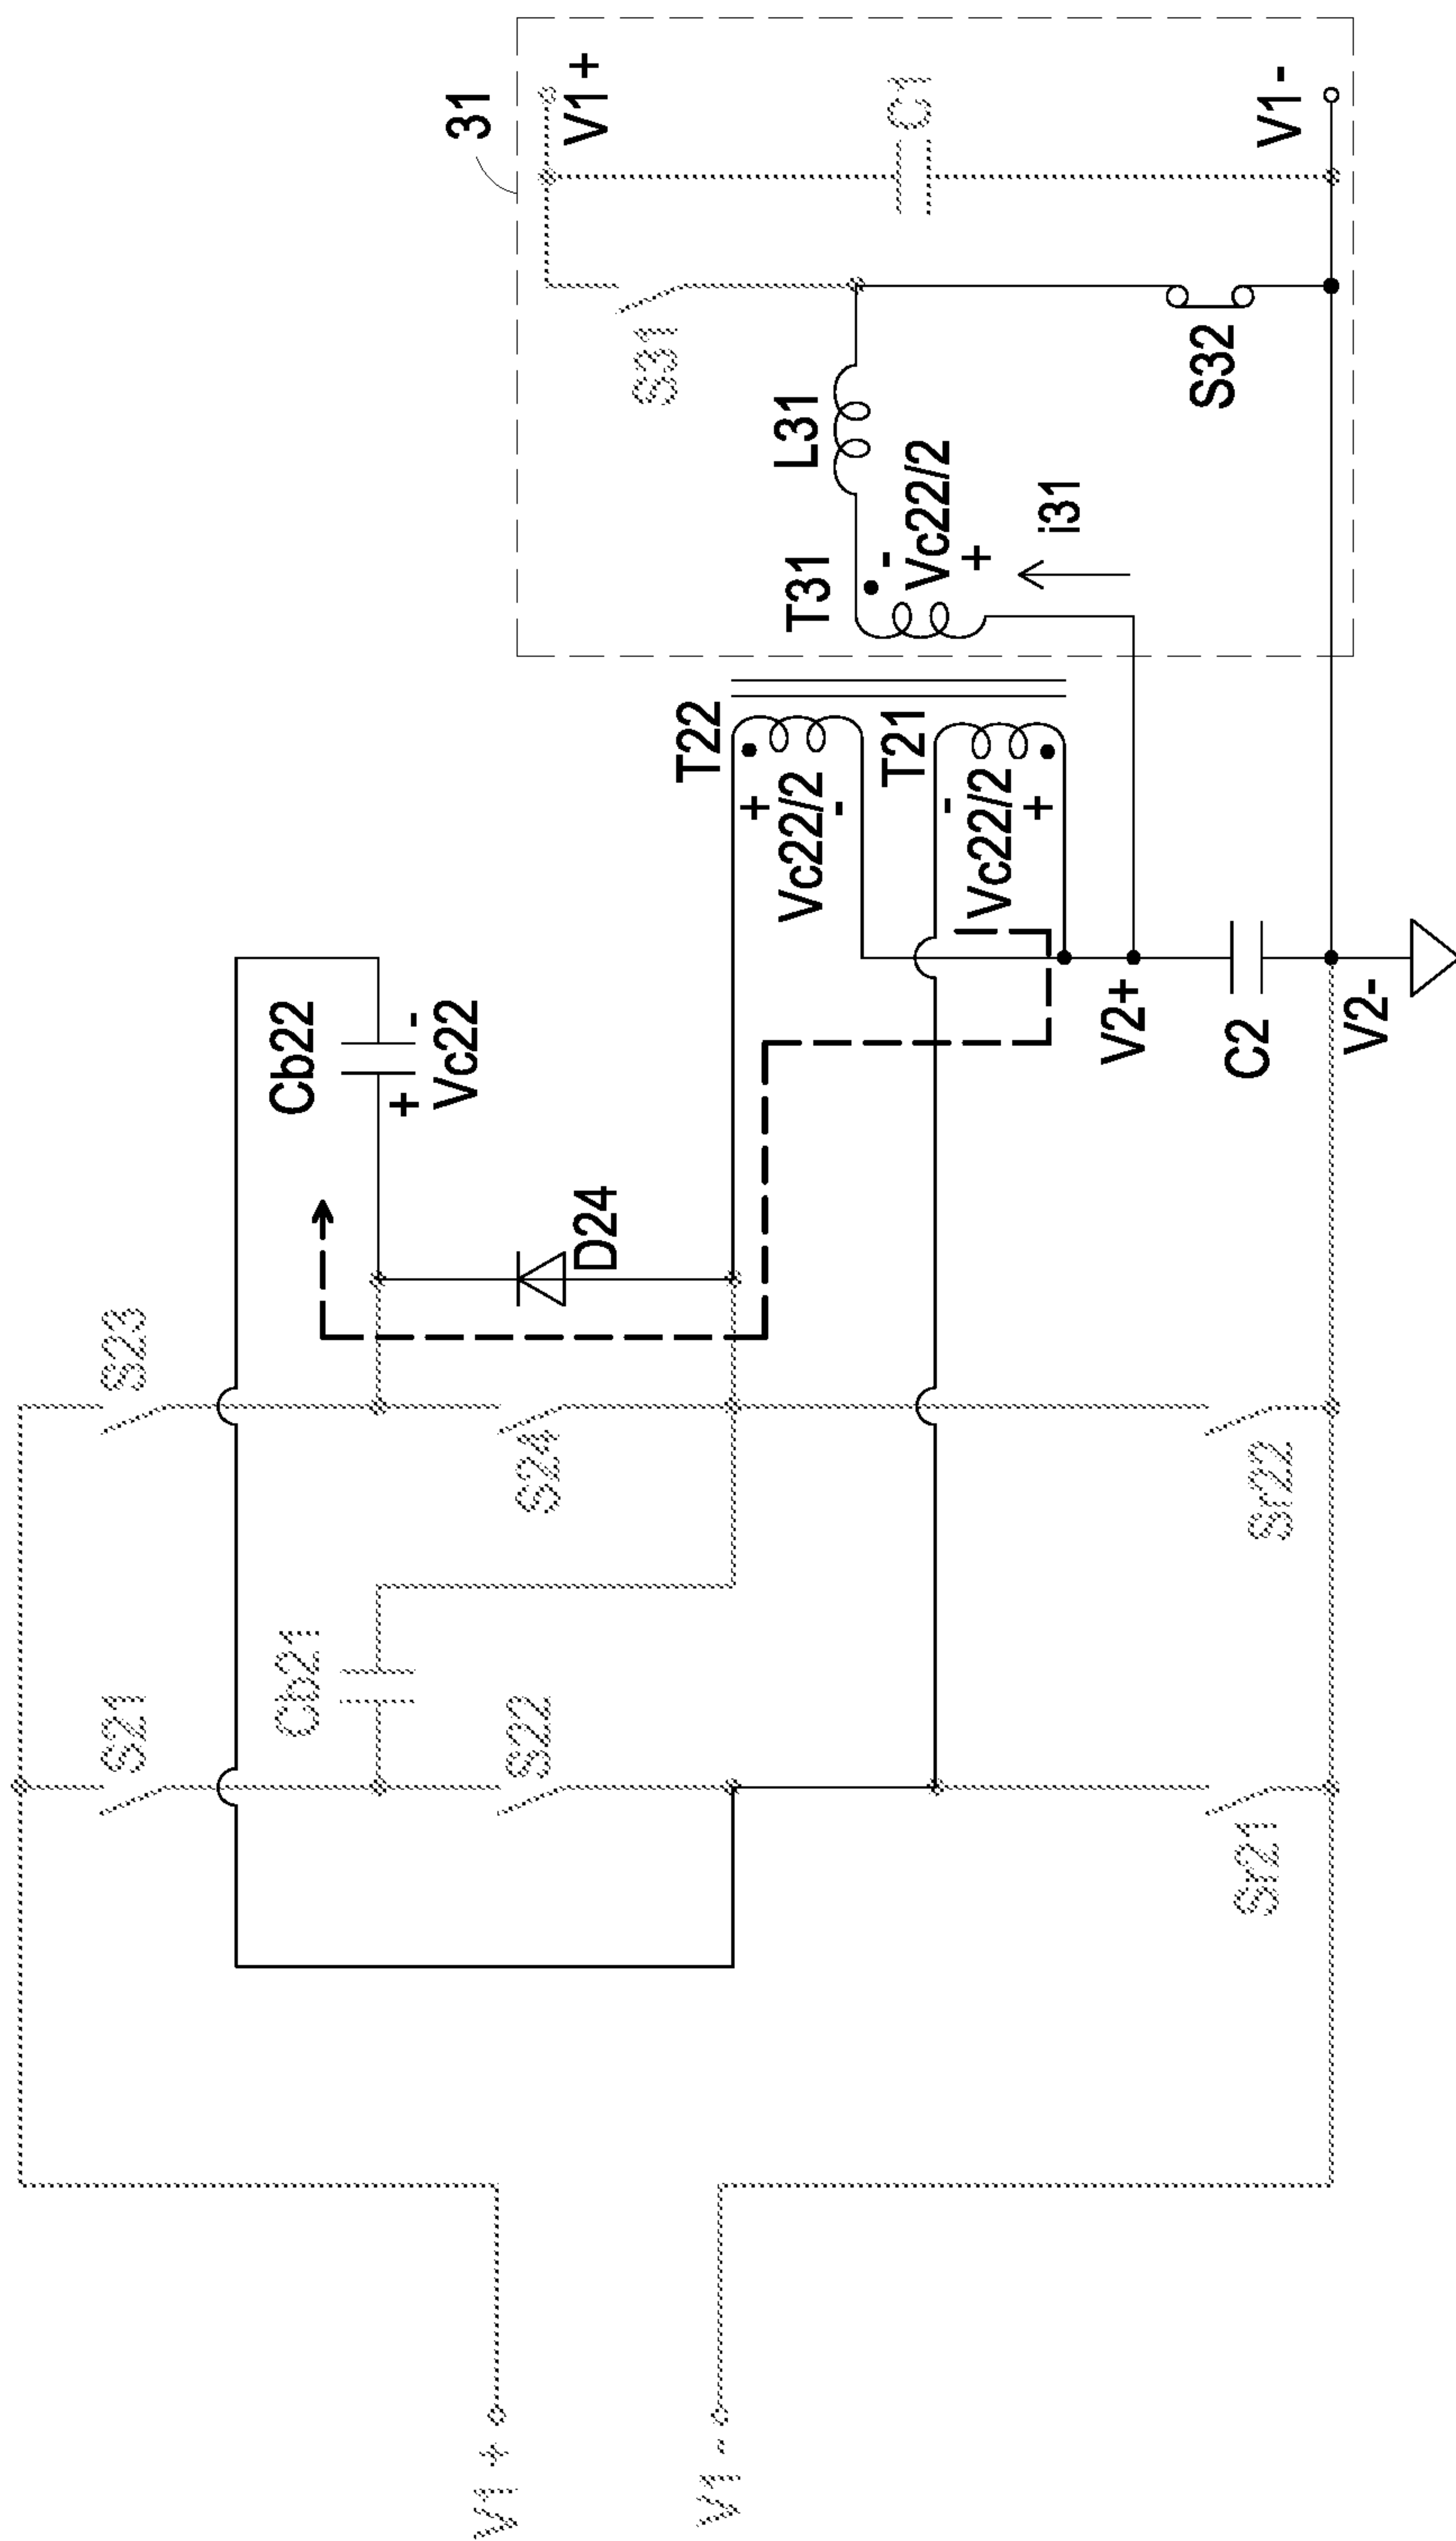 31
V1+
C1
V1-
S31
L31
S32
T31
-
Vc22/2
+
i31
T22
+
Vc22/2
-
T21
-
Vc22/2
+
Cb22
-
+
Vc22
V2+
C2
V2-
D24
S23
S24
Sr22
Cb21
S21
S22
Sr21
V1+
V1-